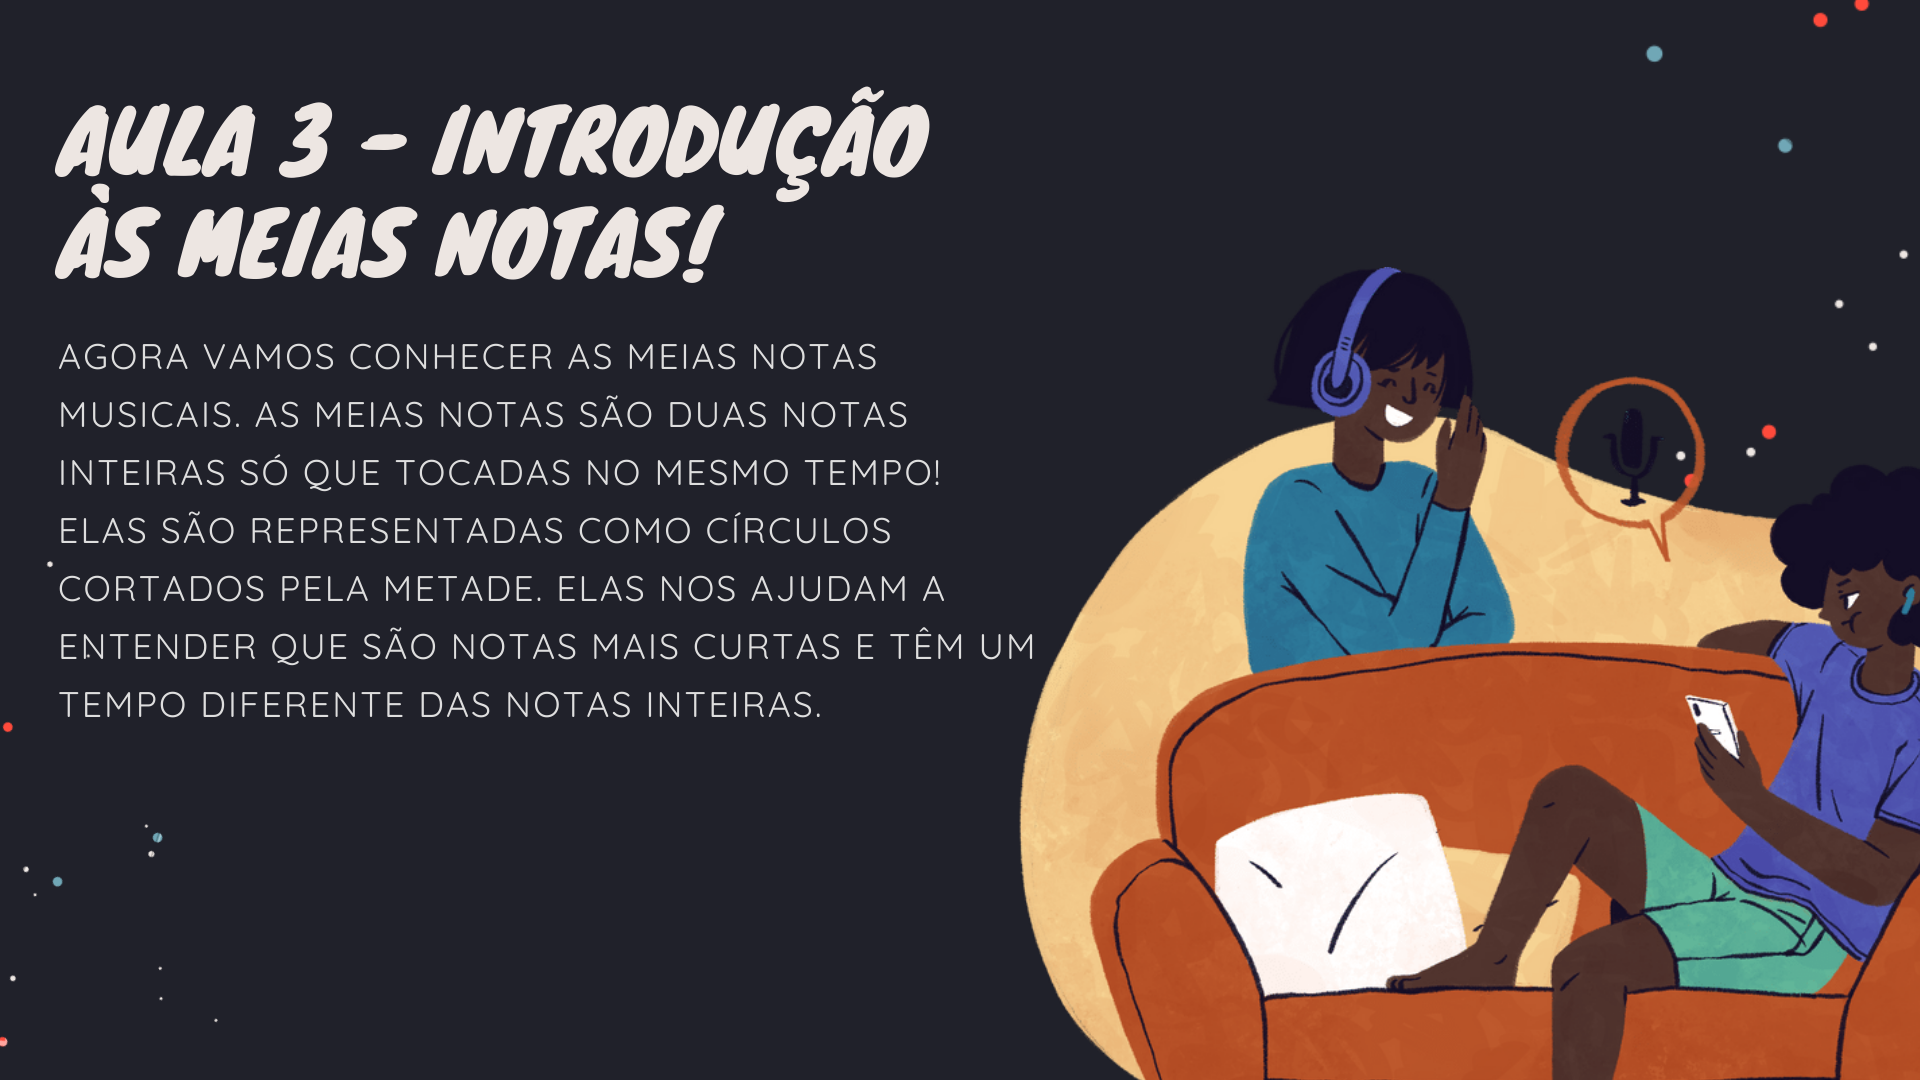 AULA 3 - INTRODUÇÃO
ÀS MEIAS NOTAS!
AGORA VAMOS CONHECER AS MEIAS NOTAS
MUSICAIS. AS MEIAS NOTAS SÃO DUAS NOTAS
INTEIRAS SÓ QUE TOCADAS NO MESMO TEMPO!
ELAS SÃO REPRESENTADAS COMO CÍRCULOS
CORTADOS PELA METADE. ELAS NOS AJUDAM A
ENTENDER QUE SÃO NOTAS MAIS CURTAS E TÊM UM
TEMPO DIFERENTE DAS NOTAS INTEIRAS.